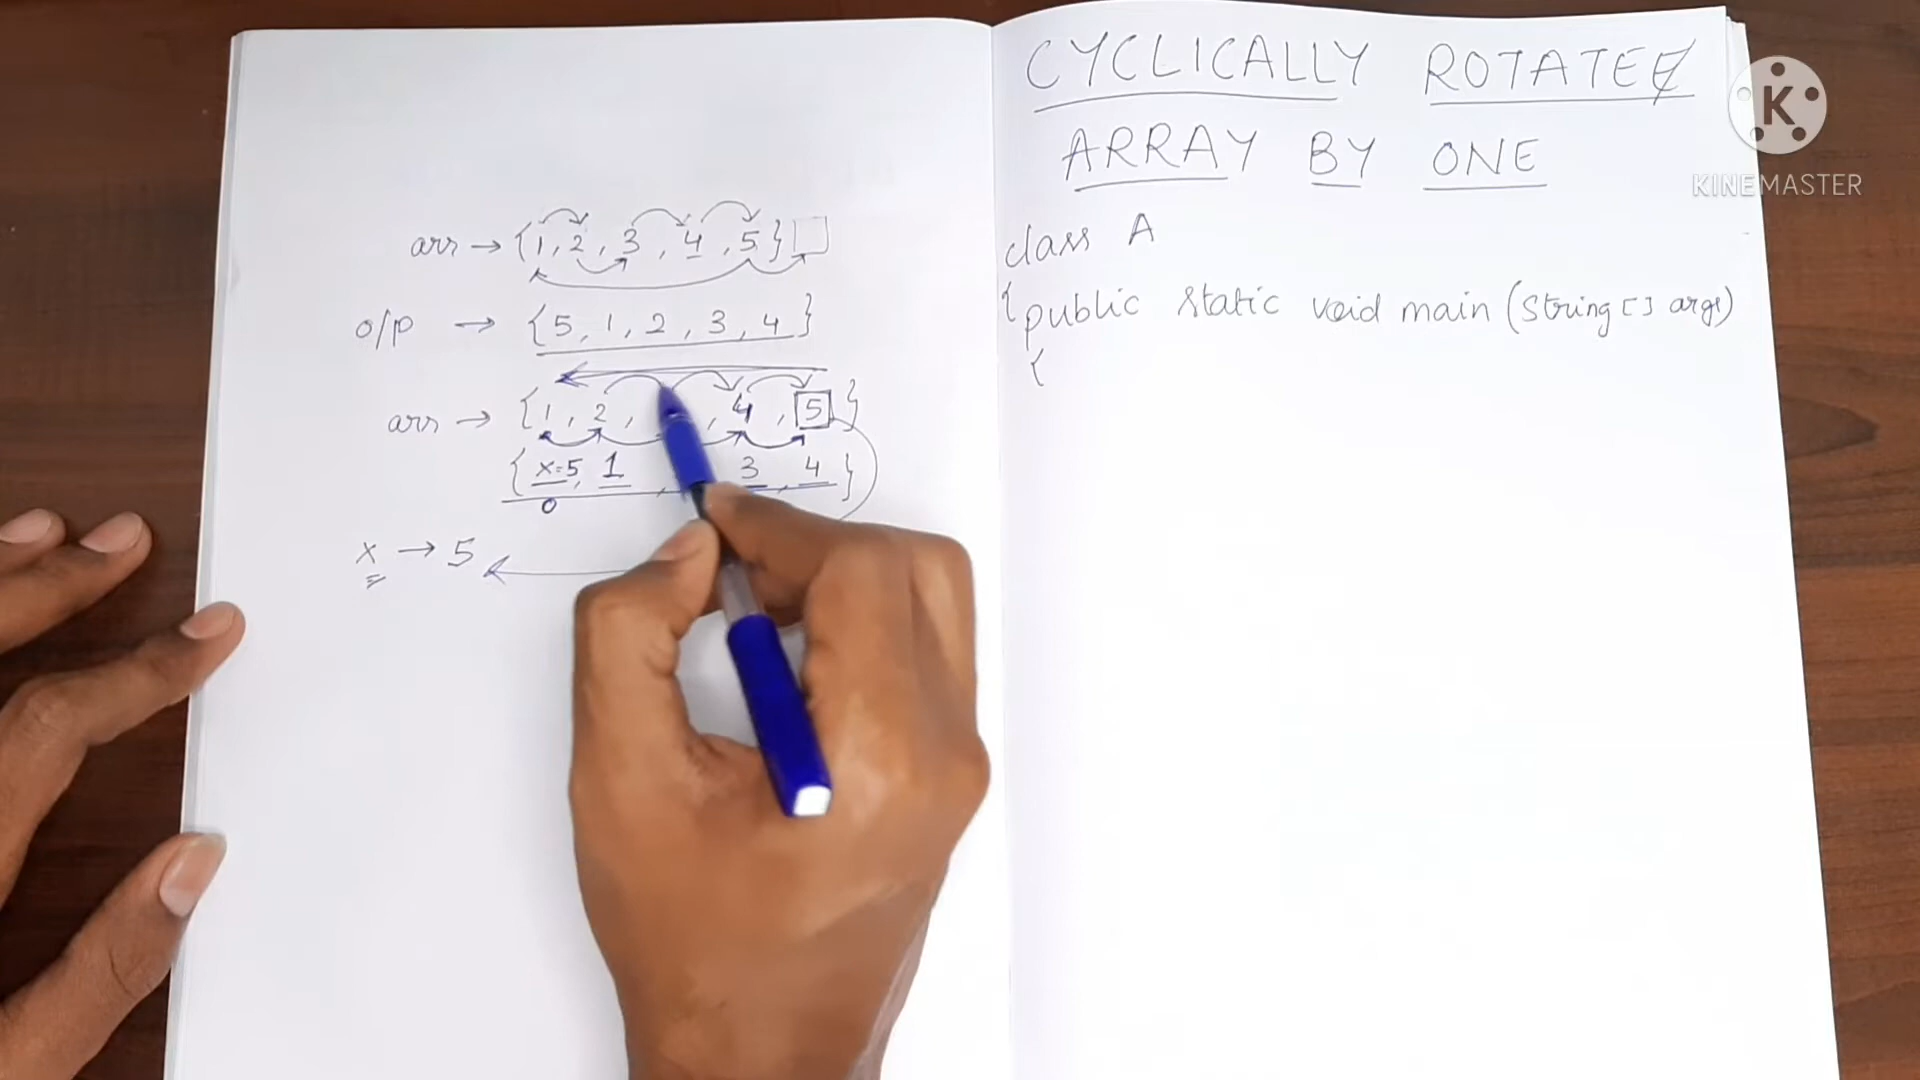 arr → {1, 2, 3, 4, 5}
o/p → {5, 1, 2, 3, 4}
arr → {1, 2, , 4, 5}
{x=5, 1 , 3, 4}
0
x → 5
CYCLICALLY ROTATE
ARRAY BY ONE
class A
{ public static void main (String [] args)
{
K
KINEMASTER